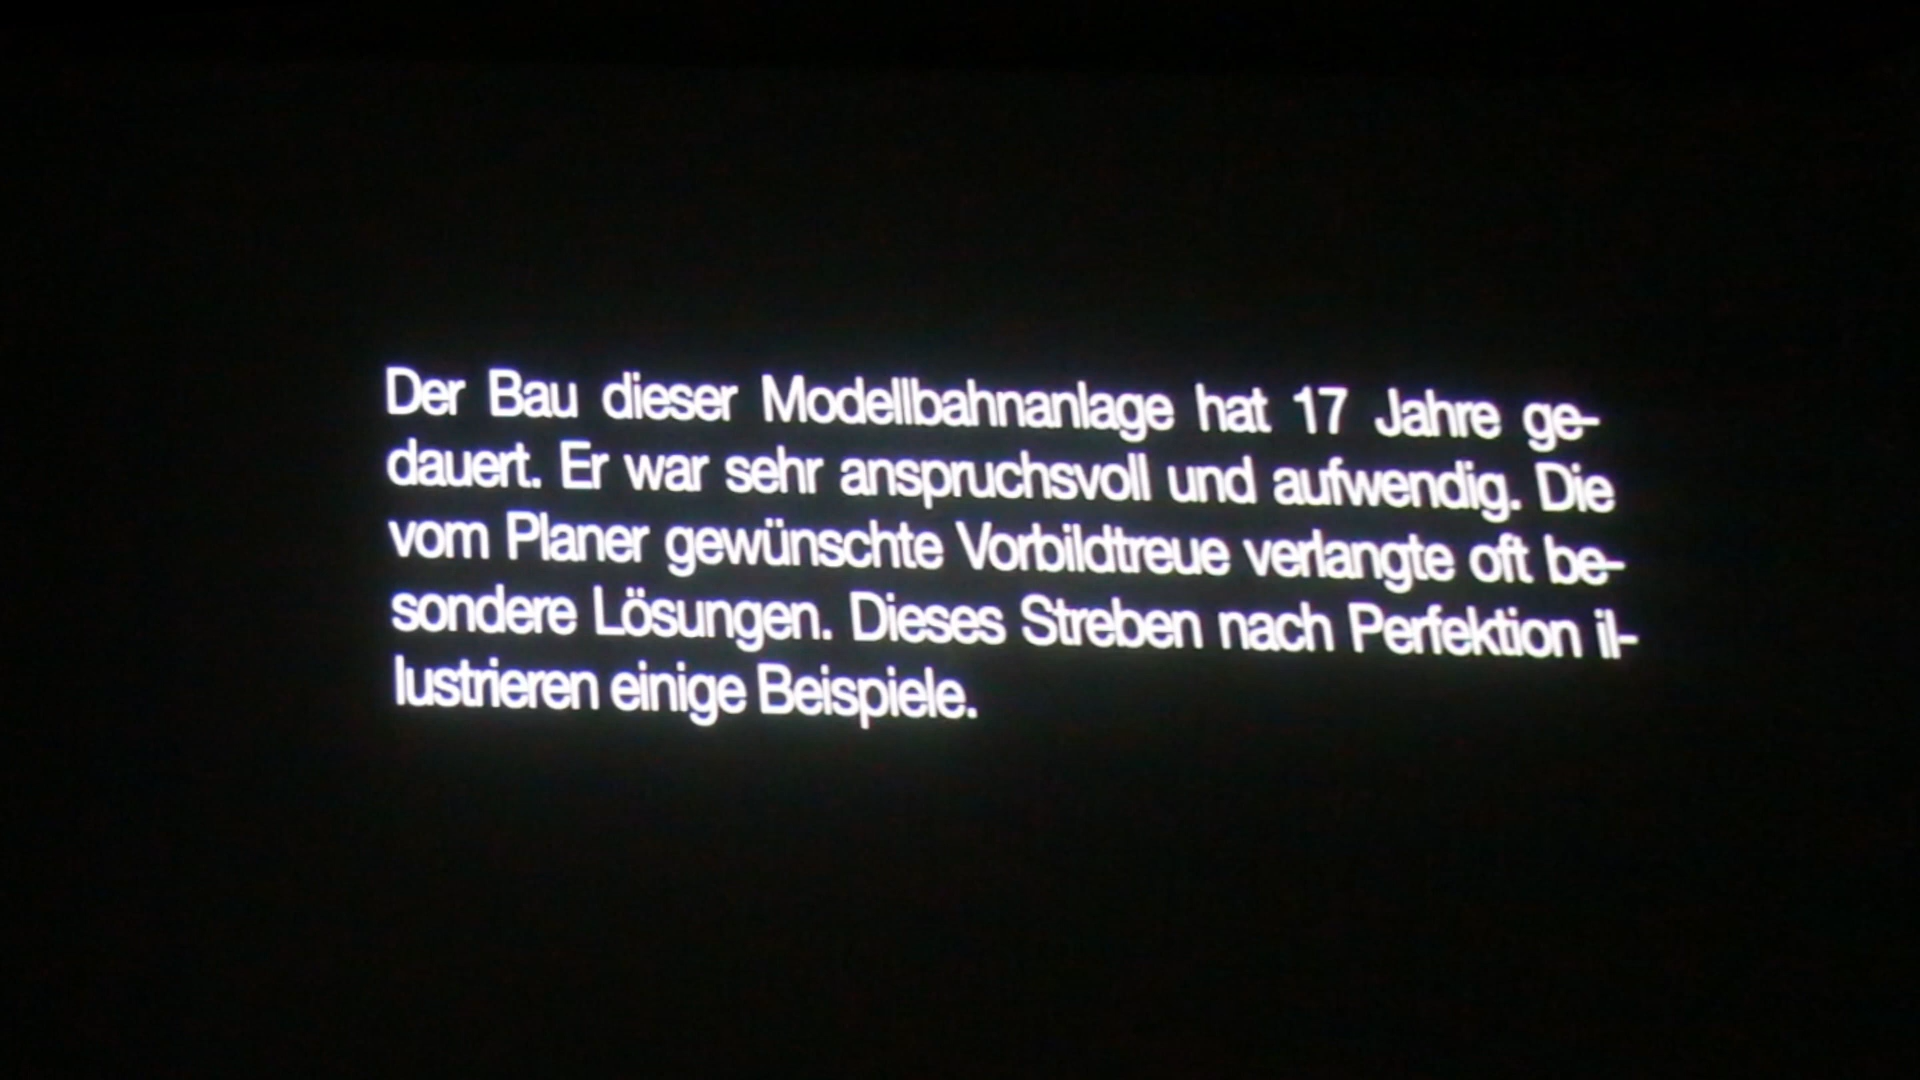 Der Bau dieser Modellbahnanlage hat 17 Jahre ge-
dauert. Er war sehr anspruchsvoll und aufwendig. Die
vom Planer gewünschte Vorbildtreue verlangte oft be-
sondere Lösungen. Dieses Streben nach Perfektion il-
lustrieren einige Beispiele.